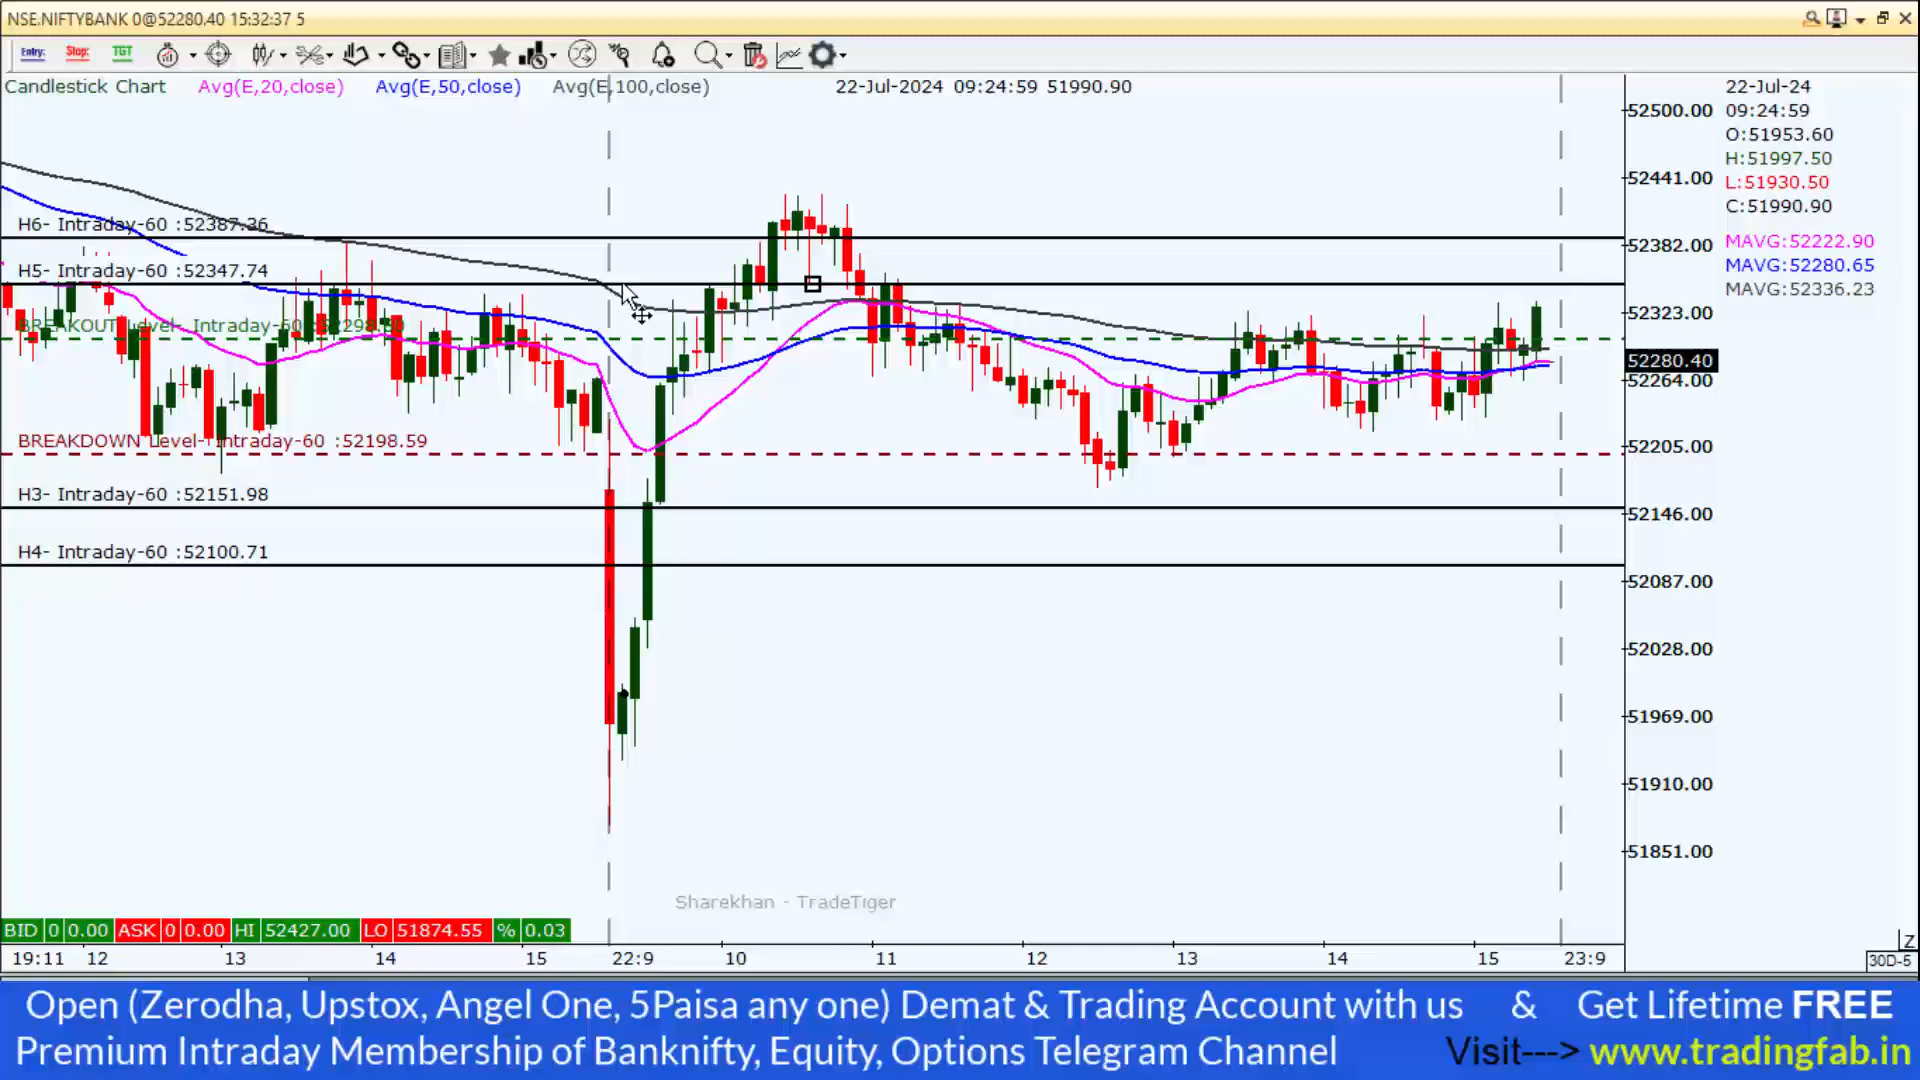 NSE.NIFTYBANK 0@52280.40 15:32:37 5
Entry: Stop: TGT
Candlestick Chart Avg(E,20,close) Avg(E,50,close) Avg(E,100,close) 22-Jul-2024 09:24:59 51990.90
22-Jul-24
09:24:59
O:51953.60
H:51997.50
L:51930.50
C:51990.90
MAVG:52222.90
MAVG:52280.65
MAVG:52336.23
52500.00
52441.00
52382.00
52323.00
52280.40
52264.00
52205.00
52146.00
52087.00
52028.00
51969.00
51910.00
51851.00
H6- Intraday-60 :52387.36
H5- Intraday-60 :52347.74
BREAKOUT Level- Intraday-60
BREAKDOWN Level- Intraday-60 :52198.59
H3- Intraday-60 :52151.98
H4- Intraday-60 :52100.71
Sharekhan - TradeTiger
BID 0 0.00 ASK 0 0.00 HI 52427.00 LO 51874.55 % 0.03
Z
19:11 12 13 14 15 22:9 10 11 12 13 14 15 23:9 30D-5
Open (Zerodha, Upstox, Angel One, 5Paisa any one) Demat & Trading Account with us & Get Lifetime FREE
Premium Intraday Membership of Banknifty, Equity, Options Telegram Channel Visit---> www.tradingfab.in